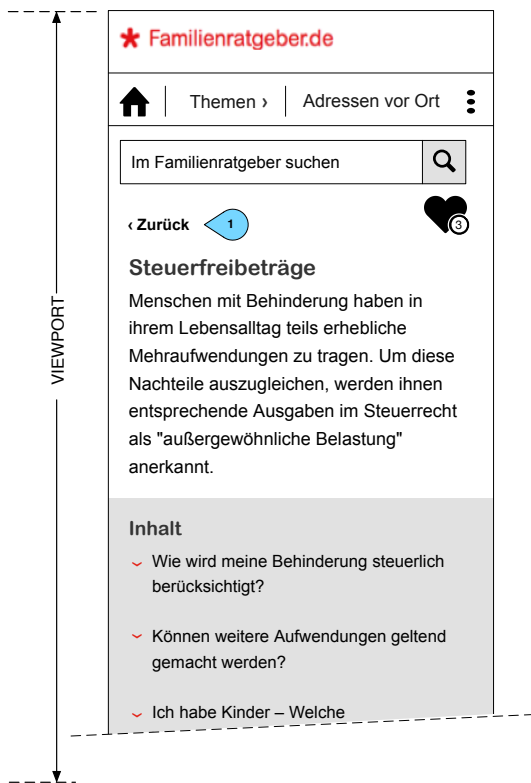 Familienratgeber.de
Themen › Adressen vor Ort
Im Familienratgeber suchen
‹ Zurück 1
3
Steuerfreibeträge
Menschen mit Behinderung haben in
ihrem Lebensalltag teils erhebliche
Mehraufwendungen zu tragen. Um diese
Nachteile auszugleichen, werden ihnen
entsprechende Ausgaben im Steuerrecht
als "außergewöhnliche Belastung"
anerkannt.
VIEWPORT
Inhalt
Wie wird meine Behinderung steuerlich
berücksichtigt?
Können weitere Aufwendungen geltend
gemacht werden?
Ich habe Kinder – Welche